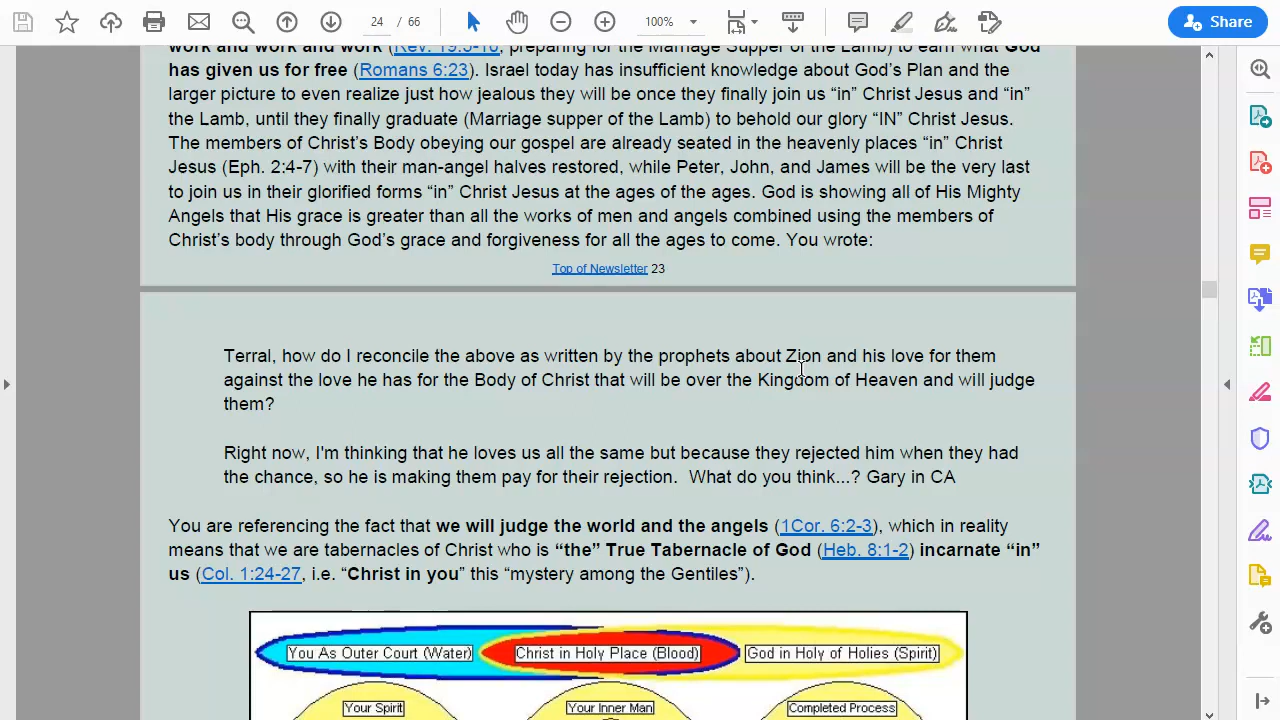 24 / 66
100%
Share
work and work and work (Rev. 19:5-10, preparing for the Marriage Supper of the Lamb) to earn what God
has given us for free (Romans 6:23). Israel today has insufficient knowledge about God’s Plan and the
larger picture to even realize just how jealous they will be once they finally join us “in” Christ Jesus and “in”
the Lamb, until they finally graduate (Marriage supper of the Lamb) to behold our glory “IN” Christ Jesus.
The members of Christ’s Body obeying our gospel are already seated in the heavenly places “in” Christ
Jesus (Eph. 2:4-7) with their man-angel halves restored, while Peter, John, and James will be the very last
to join us in their glorified forms “in” Christ Jesus at the ages of the ages. God is showing all of His Mighty
Angels that His grace is greater than all the works of men and angels combined using the members of
Christ’s body through God’s grace and forgiveness for all the ages to come. You wrote:
Top of Newsletter 23
Terral, how do I reconcile the above as written by the prophets about Zion and his love for them
against the love he has for the Body of Christ that will be over the Kingdom of Heaven and will judge
them?
Right now, I'm thinking that he loves us all the same but because they rejected him when they had
the chance, so he is making them pay for their rejection.  What do you think...? Gary in CA
You are referencing the fact that we will judge the world and the angels (1Cor. 6:2-3), which in reality
means that we are tabernacles of Christ who is “the” True Tabernacle of God (Heb. 8:1-2) incarnate “in”
us (Col. 1:24-27, i.e. “Christ in you” this “mystery among the Gentiles”).
You As Outer Court (Water) Christ in Holy Place (Blood) God in Holy of Holies (Spirit)
Your Spirit Your Inner Man Completed Process